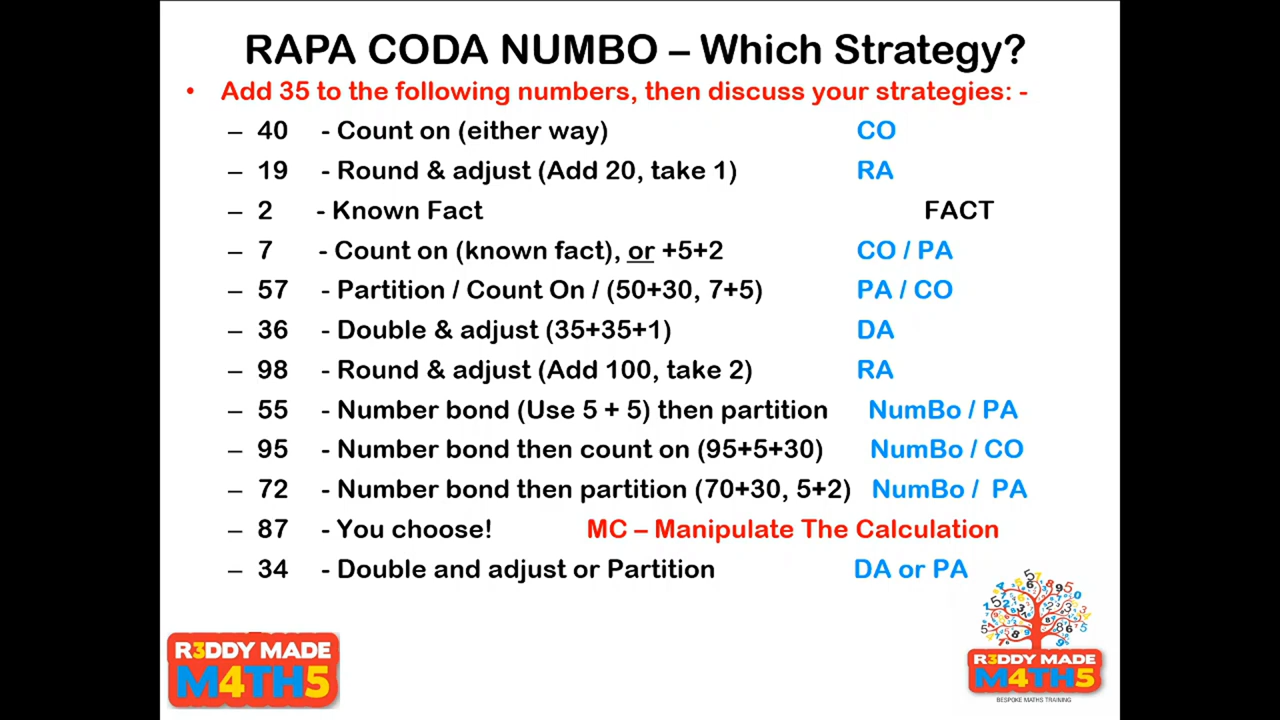 RAPA CODA NUMBO – Which Strategy?
• Add 35 to the following numbers, then discuss your strategies: -
– 40 - Count on (either way) CO
– 19 - Round & adjust (Add 20, take 1) RA
– 2 - Known Fact FACT
– 7 - Count on (known fact), or +5+2 CO / PA
– 57 - Partition / Count On / (50+30, 7+5) PA / CO
– 36 - Double & adjust (35+35+1) DA
– 98 - Round & adjust (Add 100, take 2) RA
– 55 - Number bond (Use 5 + 5) then partition NumBo / PA
– 95 - Number bond then count on (95+5+30) NumBo / CO
– 72 - Number bond then partition (70+30, 5+2) NumBo / PA
– 87 - You choose! MC – Manipulate The Calculation
– 34 - Double and adjust or Partition DA or PA
R3DDY MADE
M4TH5
R3DDY MADE
M4TH5
BESPOKE MATHS TRAINING